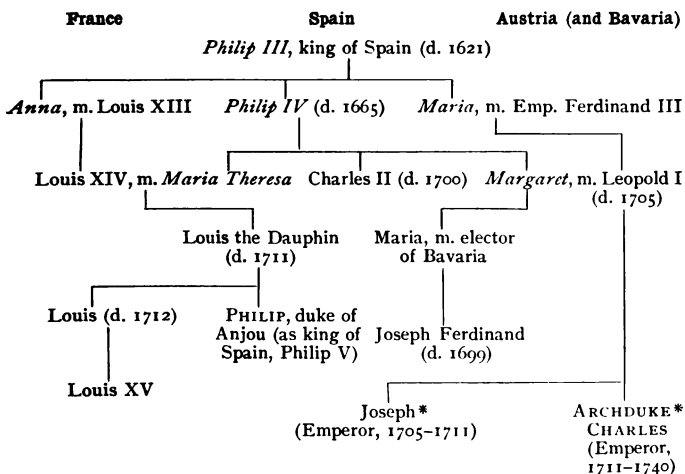 France Spain Austria (and Bavaria)
Philip III, king of Spain (d. 1621)
Anna, m. Louis XIII Philip IV (d. 1665) Maria, m. Emp. Ferdinand III
Louis XIV, m. Maria Theresa Charles II (d. 1700) Margaret, m. Leopold I
(d. 1705)
Louis the Dauphin Maria, m. elector
(d. 1711) of Bavaria
Louis (d. 1712) PHILIP, duke of
Anjou (as king of Joseph Ferdinand
Spain, Philip V) (d. 1699)
Louis XV
Joseph* ARCHDUKE*
(Emperor, 1705–1711) CHARLES
(Emperor,
1711–1740)